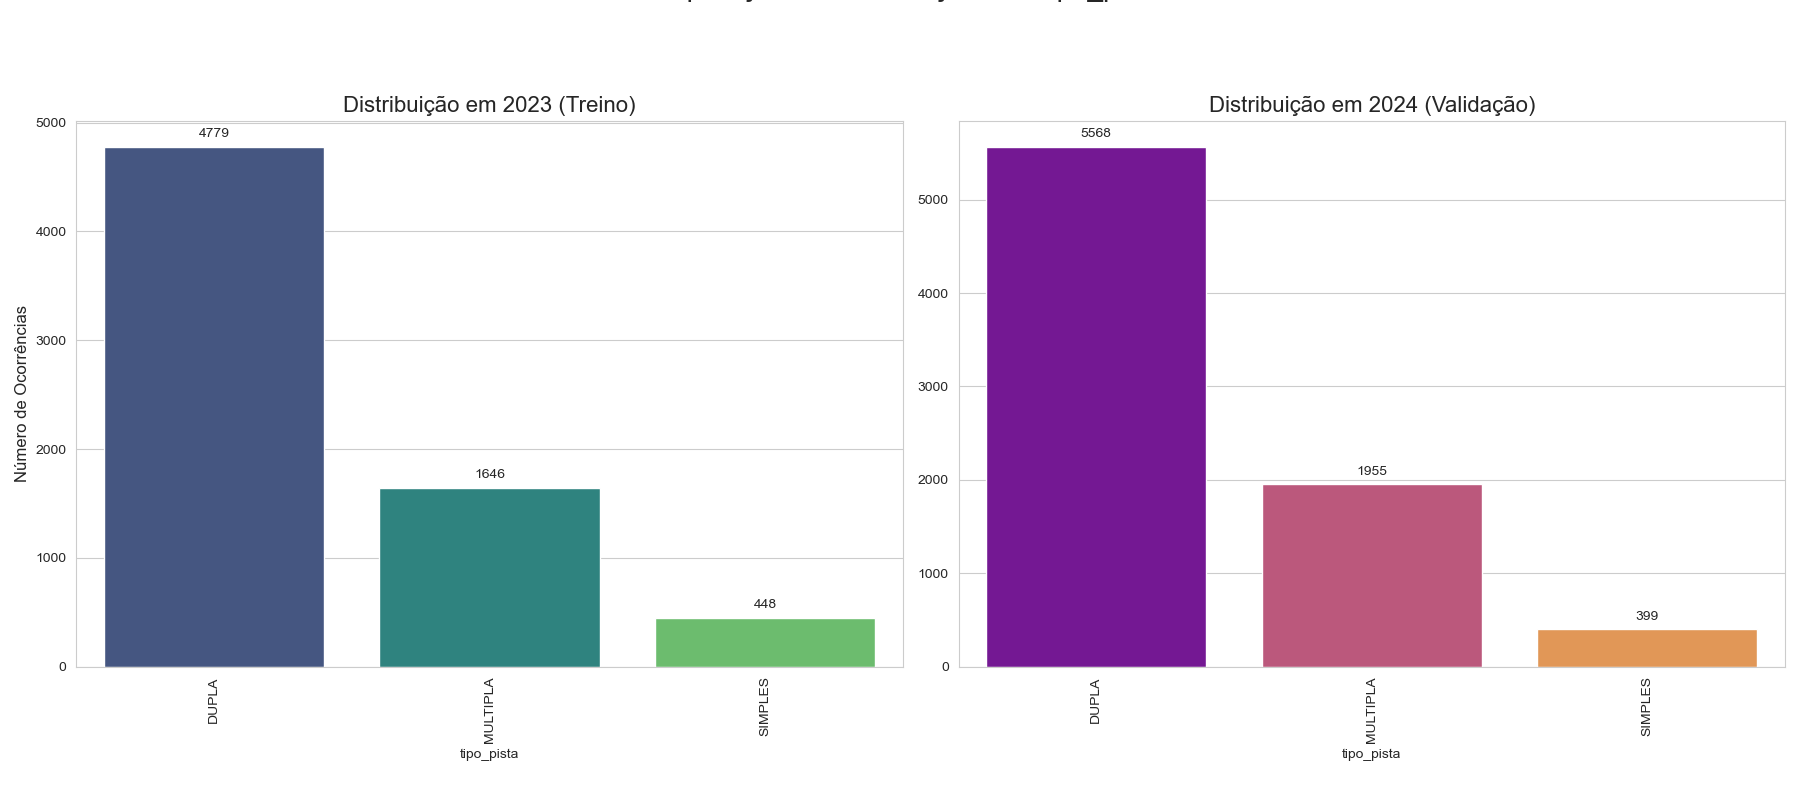 Distribuição em 2023 (Treino)
5000
4000
3000
2000
1000
0
Número de Ocorrências
4779
1646
448
DUPLA
MULTIPLA
SIMPLES
tipo_pista
Distribuição em 2024 (Validação)
5000
4000
3000
2000
1000
0
5568
1955
399
DUPLA
MULTIPLA
SIMPLES
tipo_pista